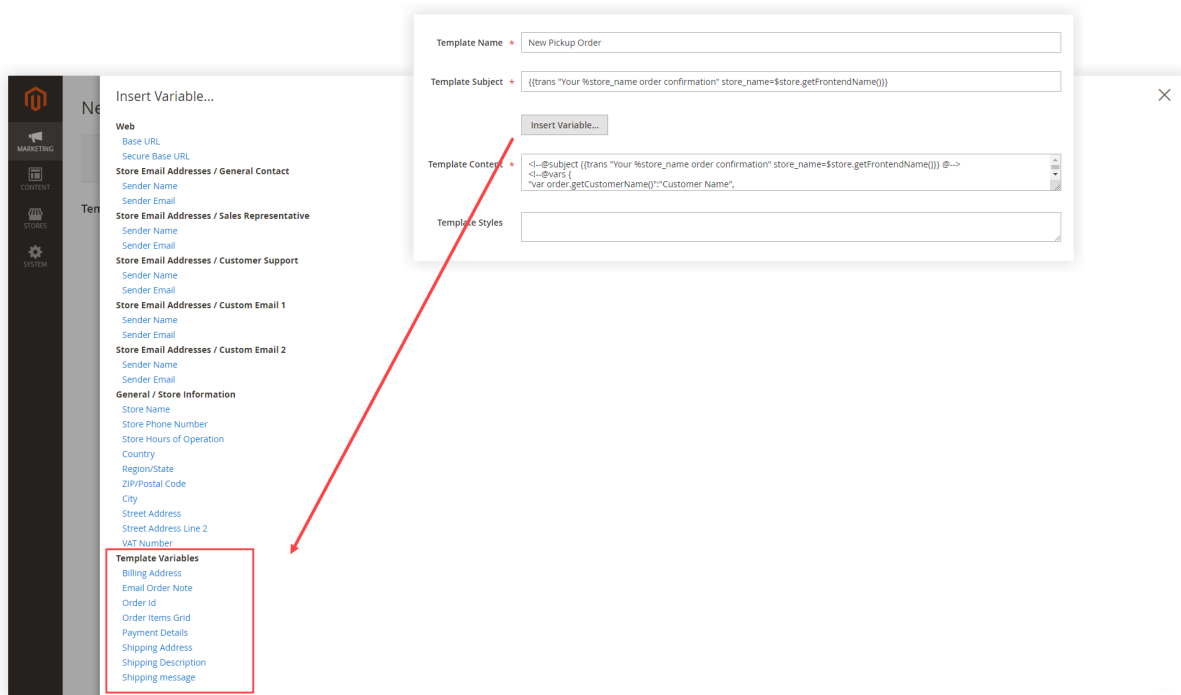 Template Name *
New Pickup Order
Template Subject *
{{trans "Your %store_name order confirmation" store_name=$store.getFrontendName()}}
Insert Variable...
Template Content *
<!--@subject {{trans "Your %store_name order confirmation" store_name=$store.getFrontendName()}} @-->
<!--@vars {
"var order.getCustomerName()":"Customer Name",
Template Styles
MARKETING
CONTENT
STORES
SYSTEM
Ne
Ten
Insert Variable...
Web
Base URL
Secure Base URL
Store Email Addresses / General Contact
Sender Name
Sender Email
Store Email Addresses / Sales Representative
Sender Name
Sender Email
Store Email Addresses / Customer Support
Sender Name
Sender Email
Store Email Addresses / Custom Email 1
Sender Name
Sender Email
Store Email Addresses / Custom Email 2
Sender Name
Sender Email
General / Store Information
Store Name
Store Phone Number
Store Hours of Operation
Country
Region/State
ZIP/Postal Code
City
Street Address
Street Address Line 2
VAT Number
Template Variables
Billing Address
Email Order Note
Order Id
Order Items Grid
Payment Details
Shipping Address
Shipping Description
Shipping message